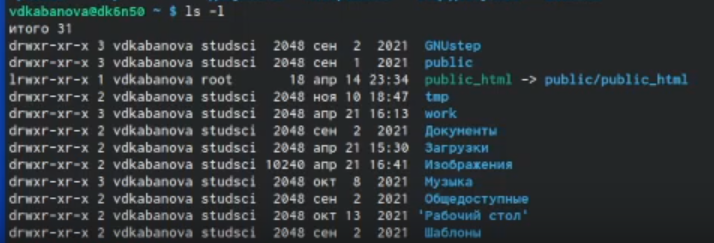 vdkabanova@dk6n50 ~ $ ls -l
итого 31
drwxr-xr-x 3 vdkabanova studsci 2048 сен 2 2021 GNUstep
drwxr-xr-x 3 vdkabanova studsci 2048 сен 1 2021 public
lrwxr-xr-x 1 vdkabanova root 18 апр 14 23:34 public_html -> public/public_html
drwxr-xr-x 2 vdkabanova studsci 2048 ноя 10 18:47 tmp
drwxr-xr-x 3 vdkabanova studsci 2048 апр 21 16:13 work
drwxr-xr-x 2 vdkabanova studsci 2048 сен 2 2021 Документы
drwxr-xr-x 2 vdkabanova studsci 2048 апр 21 15:30 Загрузки
drwxr-xr-x 2 vdkabanova studsci 10240 апр 21 16:41 Изображения
drwxr-xr-x 3 vdkabanova studsci 2048 окт 8 2021 Музыка
drwxr-xr-x 2 vdkabanova studsci 2048 сен 2 2021 Общедоступные
drwxr-xr-x 2 vdkabanova studsci 2048 окт 13 2021 'Рабочий стол'
drwxr-xr-x 2 vdkabanova studsci 2048 сен 2 2021 Шаблоны